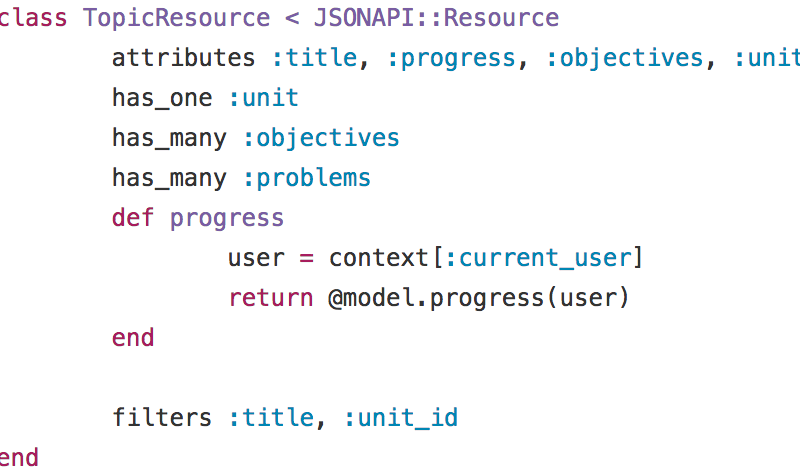 class TopicResource < JSONAPI::Resource
attributes :title, :progress, :objectives, :unit
has_one :unit
has_many :objectives
has_many :problems
def progress
user = context[:current_user]
return @model.progress(user)
end
filters :title, :unit_id
end